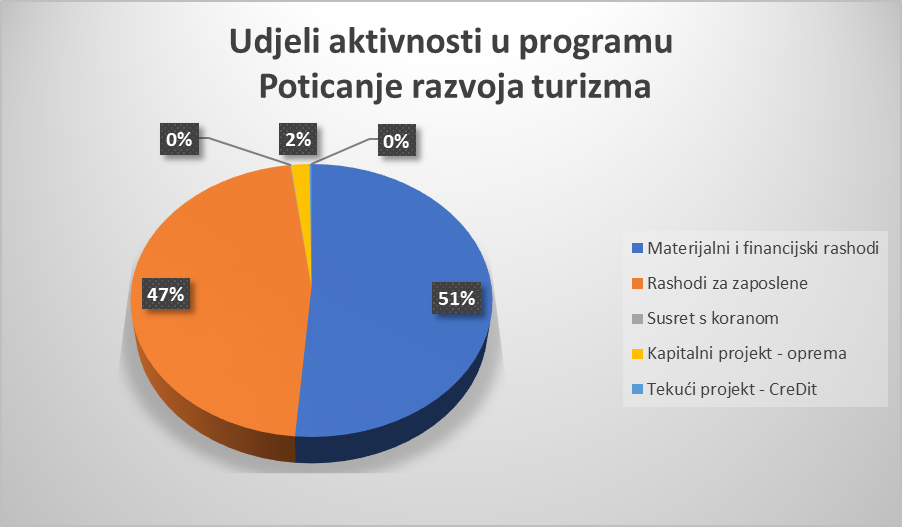 Udjeli aktivnosti u programu
Poticanje razvoja turizma
0%
2%
0%
47%
51%
Materijalni i financijski rashodi
Rashodi za zaposlene
Susret s koranom
Kapitalni projekt - oprema
Tekući projekt - CreDit